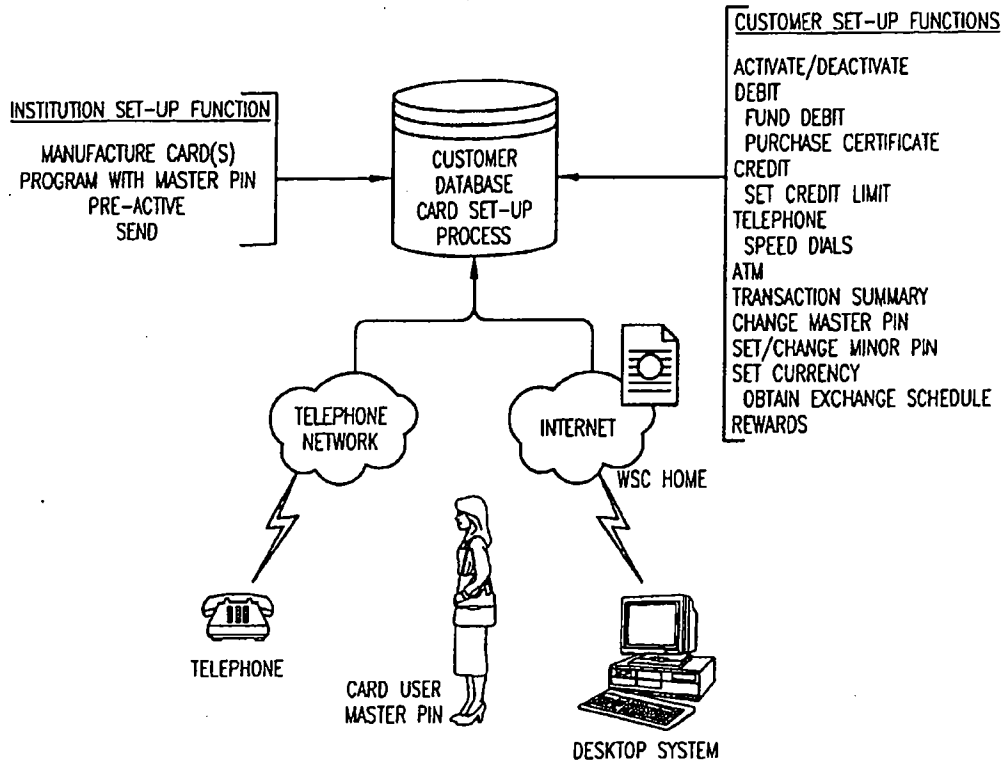 INSTITUTION SET-UP FUNCTION
MANUFACTURE CARD(S)
PROGRAM WITH MASTER PIN
PRE-ACTIVE
SEND
CUSTOMER
DATABASE
CARD SET-UP
PROCESS
CUSTOMER SET-UP FUNCTIONS
ACTIVATE/DEACTIVATE
DEBIT
FUND DEBIT
PURCHASE CERTIFICATE
CREDIT
SET CREDIT LIMIT
TELEPHONE
SPEED DIALS
ATM
TRANSACTION SUMMARY
CHANGE MASTER PIN
SET/CHANGE MINOR PIN
SET CURRENCY
OBTAIN EXCHANGE SCHEDULE
REWARDS
TELEPHONE
NETWORK
INTERNET
WSC HOME
TELEPHONE
CARD USER
MASTER PIN
DESKTOP SYSTEM